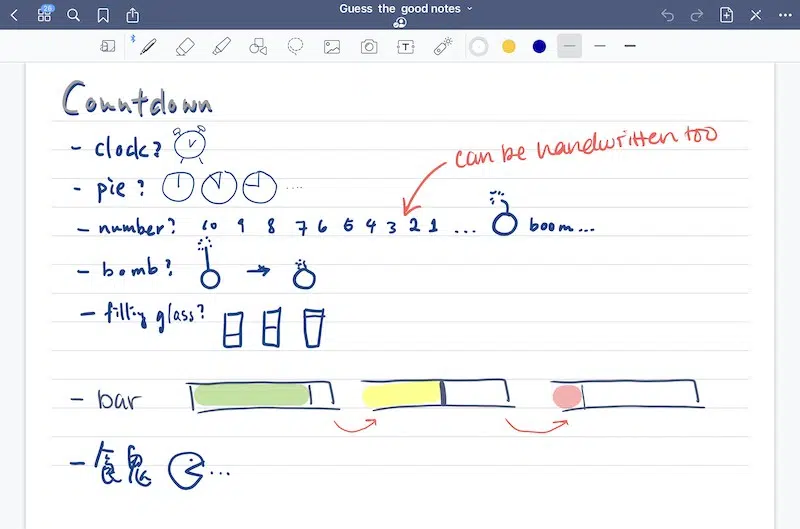 Guess the good notes
26
Countdown
- clock?
- pie? ....
can be handwritten too
- number? 10 9 8 7 6 5 4 3 2 1 ... boom...
- bomb? →
- filling glass?
- bar
- 食鬼 ...